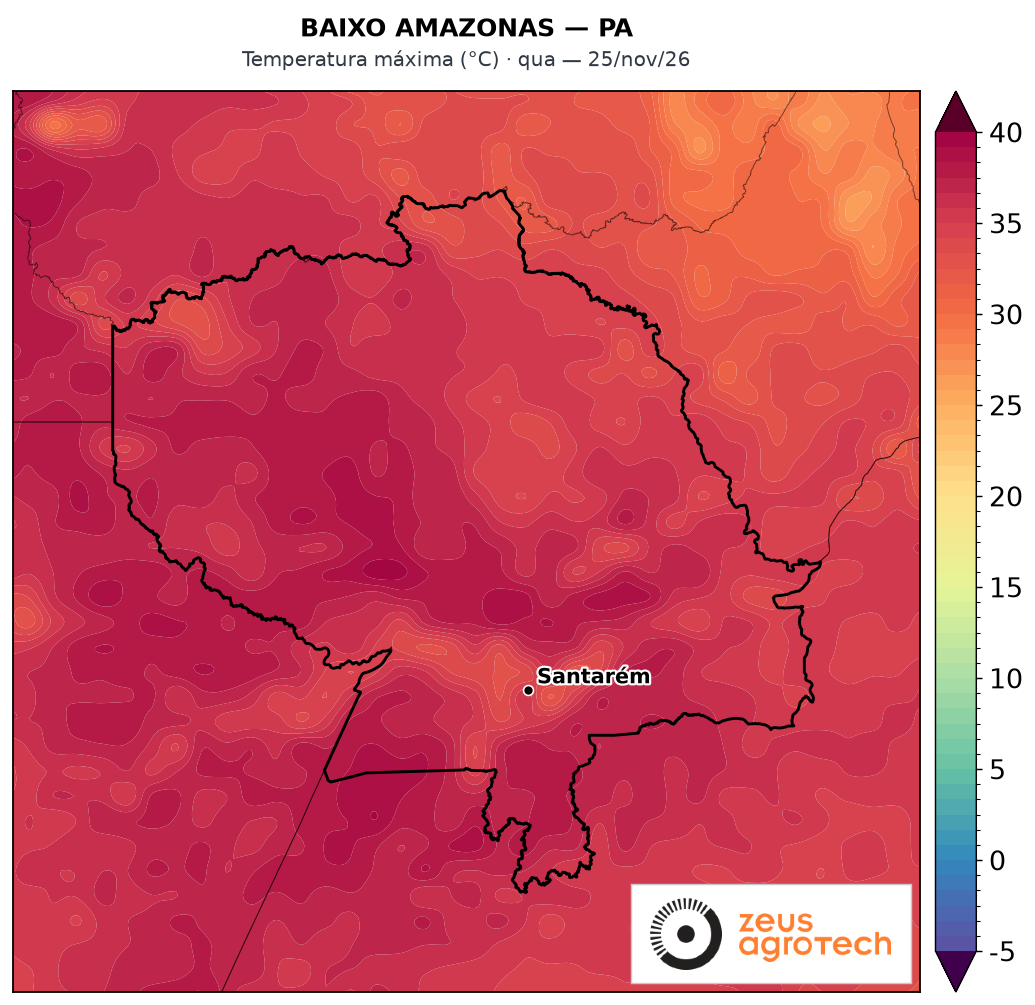 BAIXO AMAZONAS — PA
Temperatura máxima (°C) · qua — 25/nov/26
40
35
30
25
20
15
10
5
0
-5
Santarém
zeus
agrotech